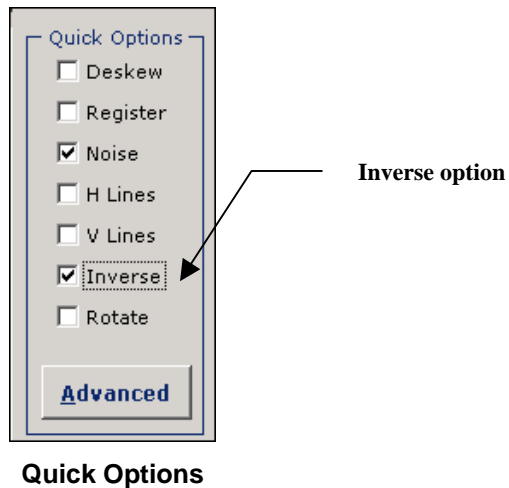 Quick Options
Deskew
Register
Noise
Inverse option
H Lines
V Lines
Inverse
Rotate
Advanced
Quick Options